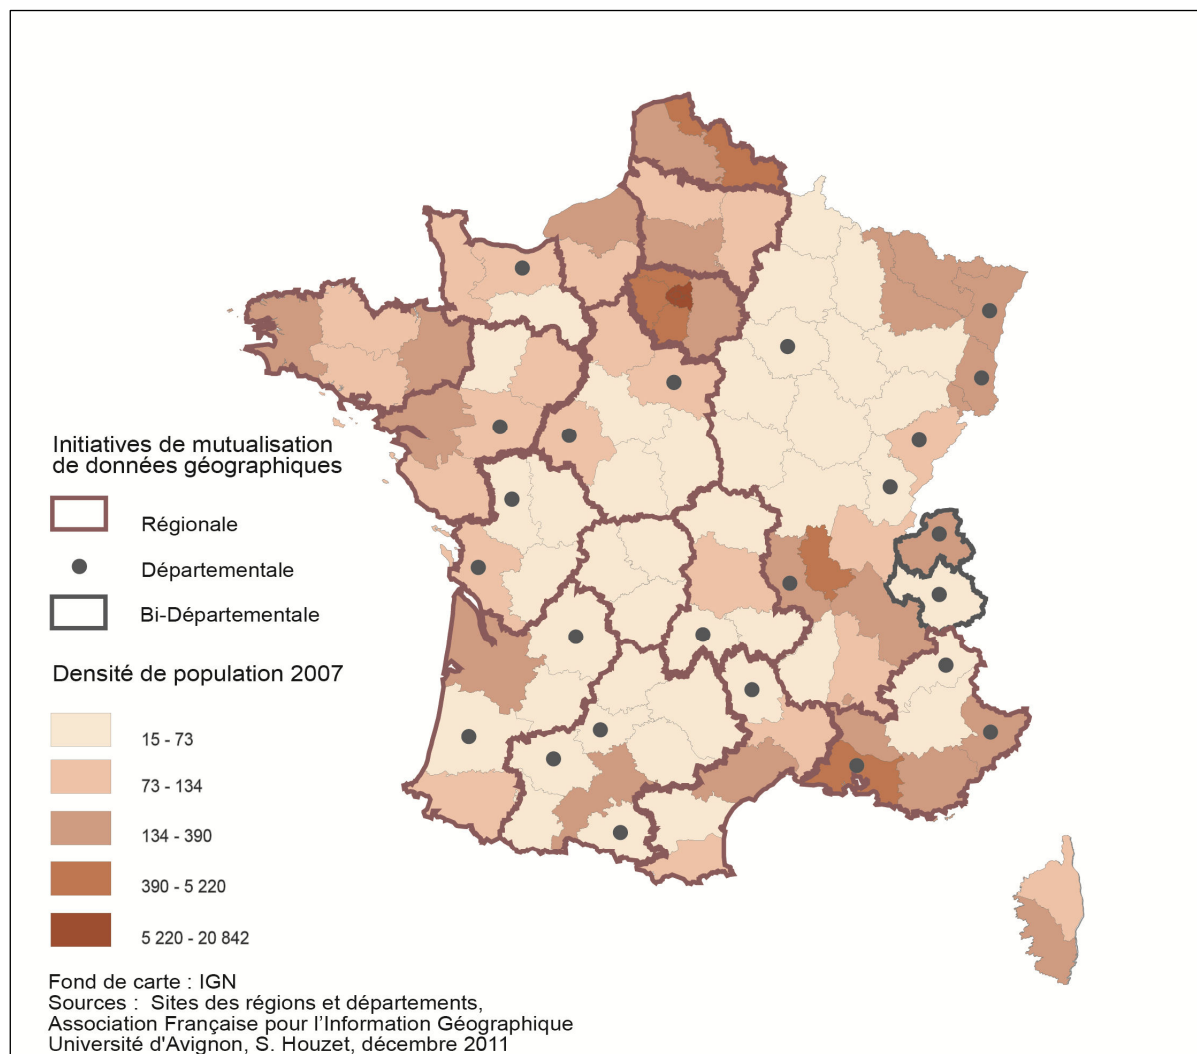 Initiatives de mutualisation
de données géographiques
Régionale
Départementale
Bi-Départementale
Densité de population 2007
15 - 73
73 - 134
134 - 390
390 - 5 220
5 220 - 20 842
Fond de carte : IGN
Sources : Sites des régions et départements,
Association Française pour l'Information Géographique
Université d'Avignon, S. Houzet, décembre 2011